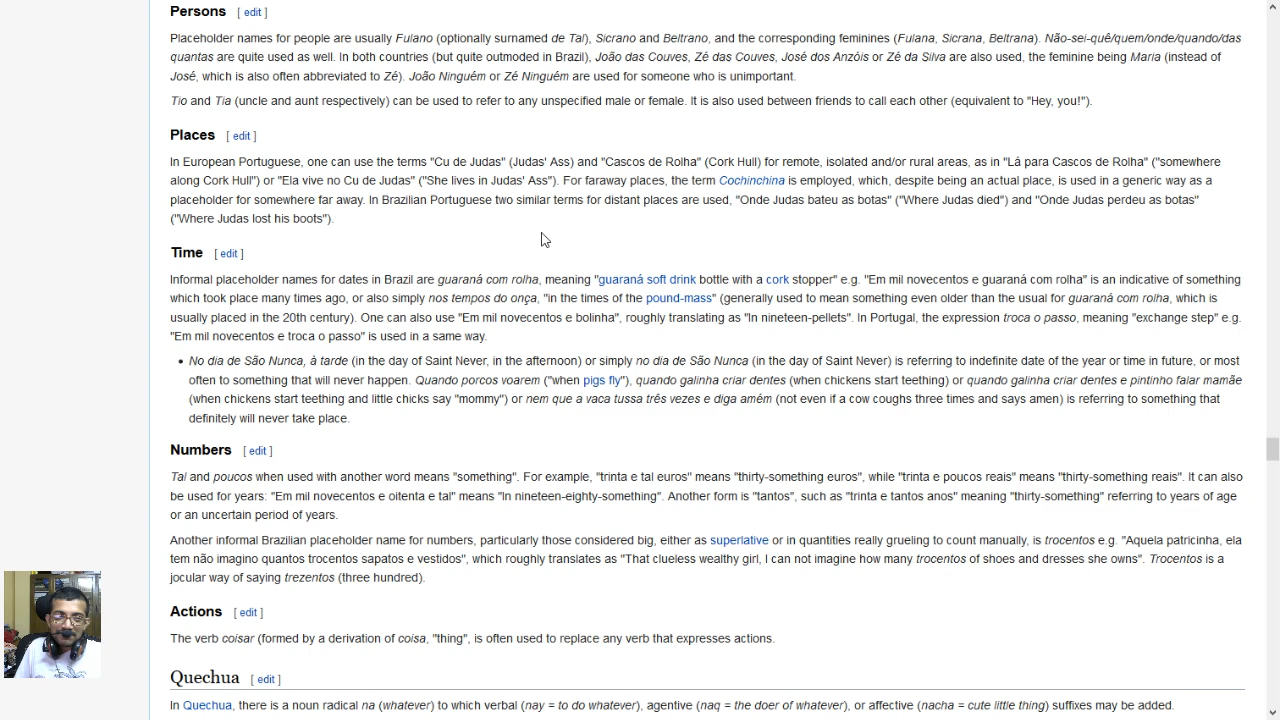 Persons [ edit ]
Placeholder names for people are usually Fulano (optionally surnamed de Tal), Sicrano and Beltrano, and the corresponding feminines (Fulana, Sicrana, Beltrana). Não-sei-quê/quem/onde/quando/das
quantas are quite used as well. In both countries (but quite outmoded in Brazil), João das Couves, Zé das Couves, José dos Anzóis or Zé da Silva are also used, the feminine being Maria (instead of
José, which is also often abbreviated to Zé). João Ninguém or Zé Ninguém are used for someone who is unimportant.
Tio and Tia (uncle and aunt respectively) can be used to refer to any unspecified male or female. It is also used between friends to call each other (equivalent to "Hey, you!").
Places [ edit ]
In European Portuguese, one can use the terms "Cu de Judas" (Judas' Ass) and "Cascos de Rolha" (Cork Hull) for remote, isolated and/or rural areas, as in "Lá para Cascos de Rolha" ("somewhere
along Cork Hull") or "Ela vive no Cu de Judas" ("She lives in Judas' Ass"). For faraway places, the term Cochinchina is employed, which, despite being an actual place, is used in a generic way as a
placeholder for somewhere far away. In Brazilian Portuguese two similar terms for distant places are used, "Onde Judas bateu as botas" ("Where Judas died") and "Onde Judas perdeu as botas"
("Where Judas lost his boots").
Time [ edit ]
Informal placeholder names for dates in Brazil are guaraná com rolha, meaning "guaraná soft drink bottle with a cork stopper" e.g. "Em mil novecentos e guaraná com rolha" is an indicative of something
which took place many times ago, or also simply nos tempos do onça, "in the times of the pound-mass" (generally used to mean something even older than the usual for guaraná com rolha, which is
usually placed in the 20th century). One can also use "Em mil novecentos e bolinha", roughly translating as "In nineteen-pellets". In Portugal, the expression troca o passo, meaning "exchange step" e.g.
"Em mil novecentos e troca o passo" is used in a same way.
• No dia de São Nunca, à tarde (in the day of Saint Never, in the afternoon) or simply no dia de São Nunca (in the day of Saint Never) is referring to indefinite date of the year or time in future, or most
often to something that will never happen. Quando porcos voarem ("when pigs fly"), quando galinha criar dentes (when chickens start teething) or quando galinha criar dentes e pintinho falar mamãe
(when chickens start teething and little chicks say "mommy") or nem que a vaca tussa três vezes e diga amém (not even if a cow coughs three times and says amen) is referring to something that
definitely will never take place.
Numbers [ edit ]
Tal and poucos when used with another word means "something". For example, "trinta e tal euros" means "thirty-something euros", while "trinta e poucos reais" means "thirty-something reais". It can also
be used for years: "Em mil novecentos e oitenta e tal" means "In nineteen-eighty-something". Another form is "tantos", such as "trinta e tantos anos" meaning "thirty-something" referring to years of age
or an uncertain period of years.
Another informal Brazilian placeholder name for numbers, particularly those considered big, either as superlative or in quantities really grueling to count manually, is trocentos e.g. "Aquela patricinha, ela
tem não imagino quantos trocentos sapatos e vestidos", which roughly translates as "That clueless wealthy girl, I can not imagine how many trocentos of shoes and dresses she owns". Trocentos is a
jocular way of saying trezentos (three hundred).
Actions [ edit ]
The verb coisar (formed by a derivation of coisa, "thing", is often used to replace any verb that expresses actions.
Quechua [ edit ]
In Quechua, there is a noun radical na (whatever) to which verbal (nay = to do whatever), agentive (naq = the doer of whatever), or affective (nacha = cute little thing) suffixes may be added.